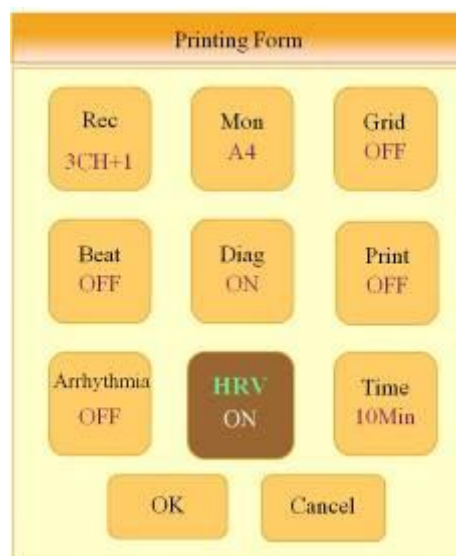 Printing Form
Rec Mon Grid
3CH+1 A4 OFF
Beat Diag Print
OFF ON OFF
Arrhythmia HRV Time
OFF ON 10Min
OK Cancel